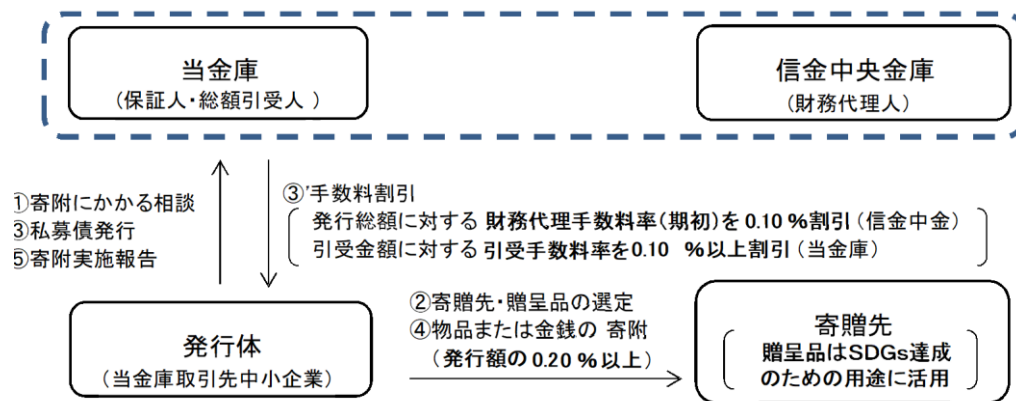 当金庫
（保証人・総額引受人 ）
信金中央金庫
（財務代理人）
①寄附にかかる相談
③私募債発行
⑤寄附実施報告
③’手数料割引
発行総額に対する 財務代理手数料率（期初）を 0.10 %割引（信金中金）
引受金額に対する 引受手数料率を0.10 %以上割引（当金庫）
発行体
（当金庫取引先中小企業）
②寄贈先・贈呈品の選定
④物品または金銭の 寄附
（発行額の 0.20 %以上）
寄贈先
贈呈品はSDGs達成
のための用途に活用